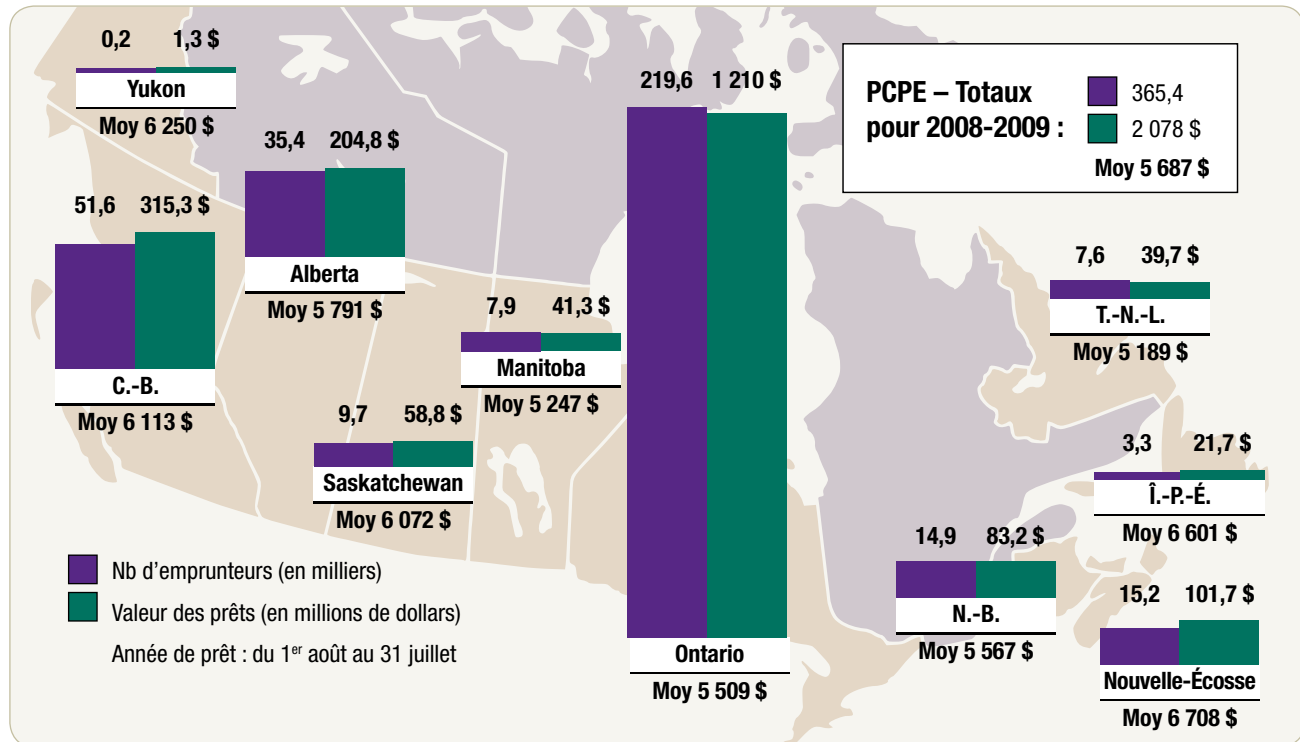 0,2 1,3 $
Yukon
Moy 6 250 $
35,4 204,8 $
Alberta
Moy 5 791 $
51,6 315,3 $
C.-B.
Moy 6 113 $
9,7 58,8 $
Saskatchewan
Moy 6 072 $
7,9 41,3 $
Manitoba
Moy 5 247 $
219,6 1 210 $
Ontario
Moy 5 509 $
PCPE – Totaux
pour 2008-2009 :
365,4
2 078 $
Moy 5 687 $
7,6 39,7 $
T.-N.-L.
Moy 5 189 $
3,3 21,7 $
Î.-P.-É.
Moy 6 601 $
14,9 83,2 $
N.-B.
Moy 5 567 $
15,2 101,7 $
Nouvelle-Écosse
Moy 6 708 $
Nb d’emprunteurs (en milliers)
Valeur des prêts (en millions de dollars)
Année de prêt : du 1er août au 31 juillet